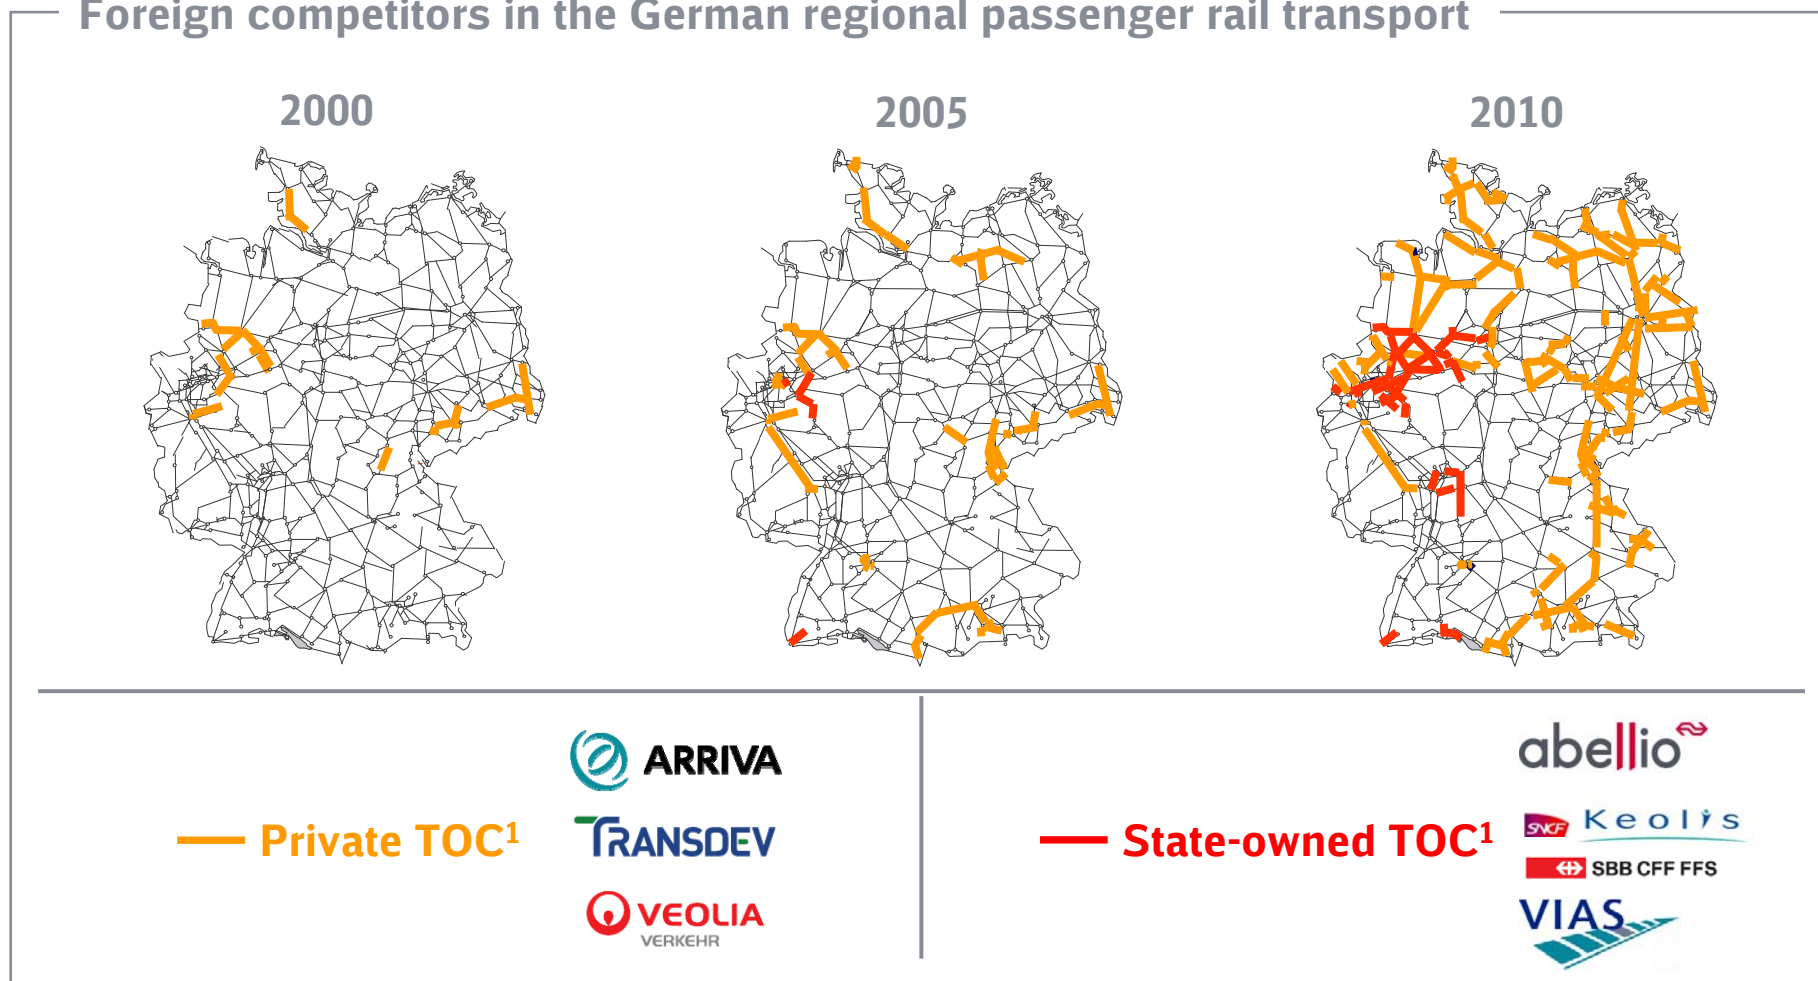 Foreign competitors in the German regional passenger rail transport
2000
2005
2010
Private TOC¹
ARRIVA
TRANSDEV
VEOLIA
VERKEHR
State-owned TOC¹
abellio
SNCF Keolis
SBB CFF FFS
VIAS